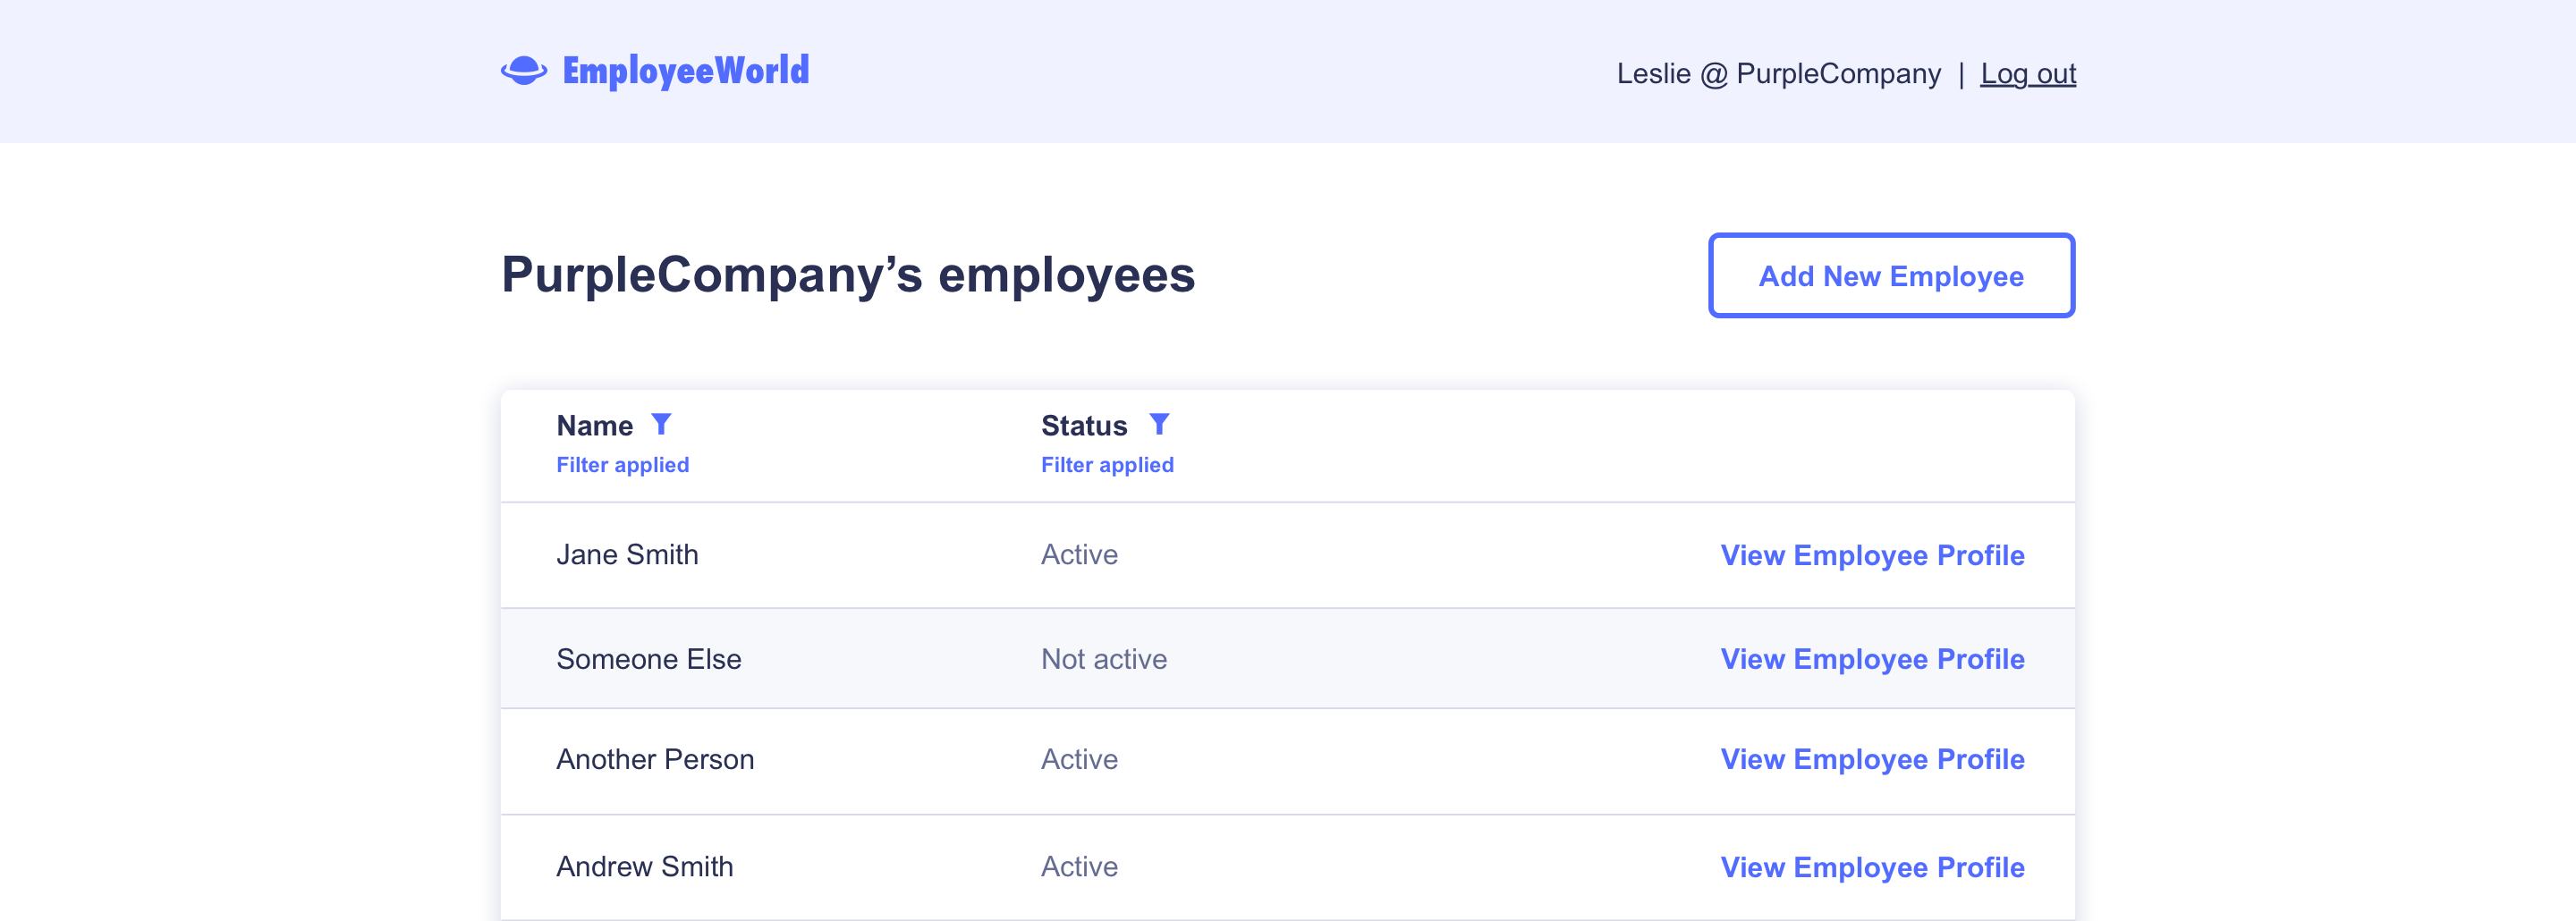 EmployeeWorld
Leslie @ PurpleCompany | Log out
PurpleCompany’s employees
Add New Employee
Name Status
Filter applied Filter applied
Jane Smith Active View Employee Profile
Someone Else Not active View Employee Profile
Another Person Active View Employee Profile
Andrew Smith Active View Employee Profile